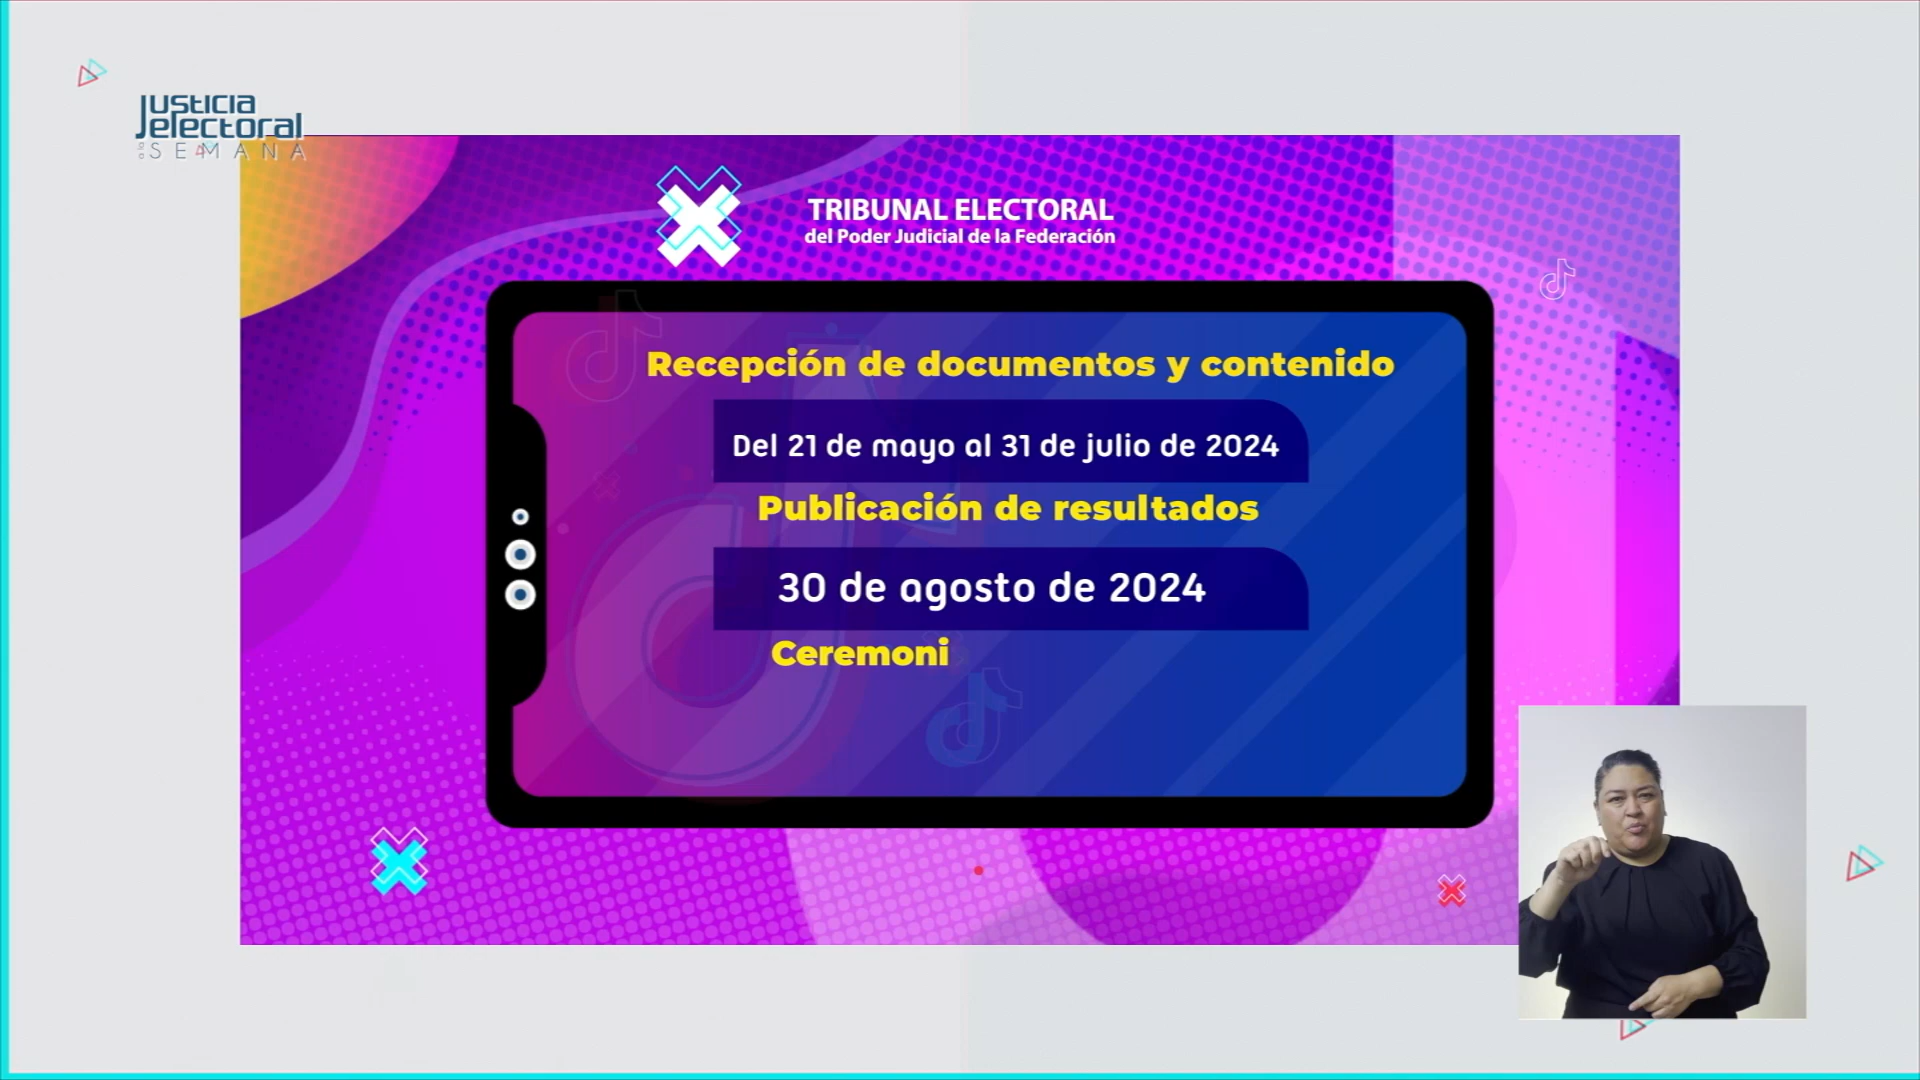 Justicia
electoral
a la SEMANA
TRIBUNAL ELECTORAL
del Poder Judicial de la Federación
Recepción de documentos y contenido
Del 21 de mayo al 31 de julio de 2024
Publicación de resultados
30 de agosto de 2024
Ceremoni